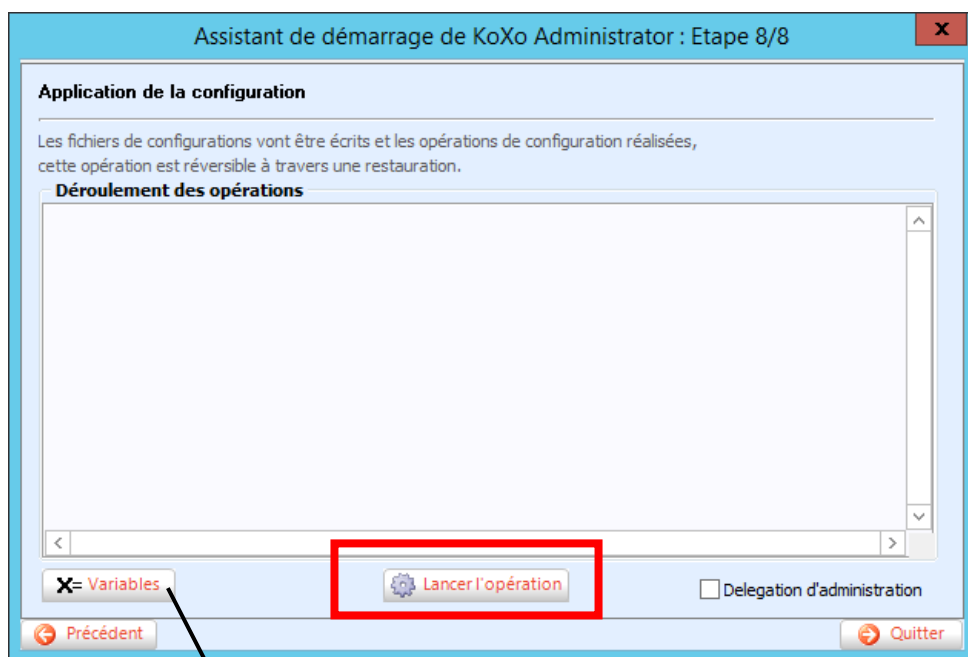 Assistant de démarrage de KoXo Administrator : Etape 8/8
x
Application de la configuration
Les fichiers de configurations vont être écrits et les opérations de configuration réalisées,
cette opération est réversible à travers une restauration.
Déroulement des opérations
X= Variables
Lancer l'opération
Delegation d'administration
Précédent
Quitter